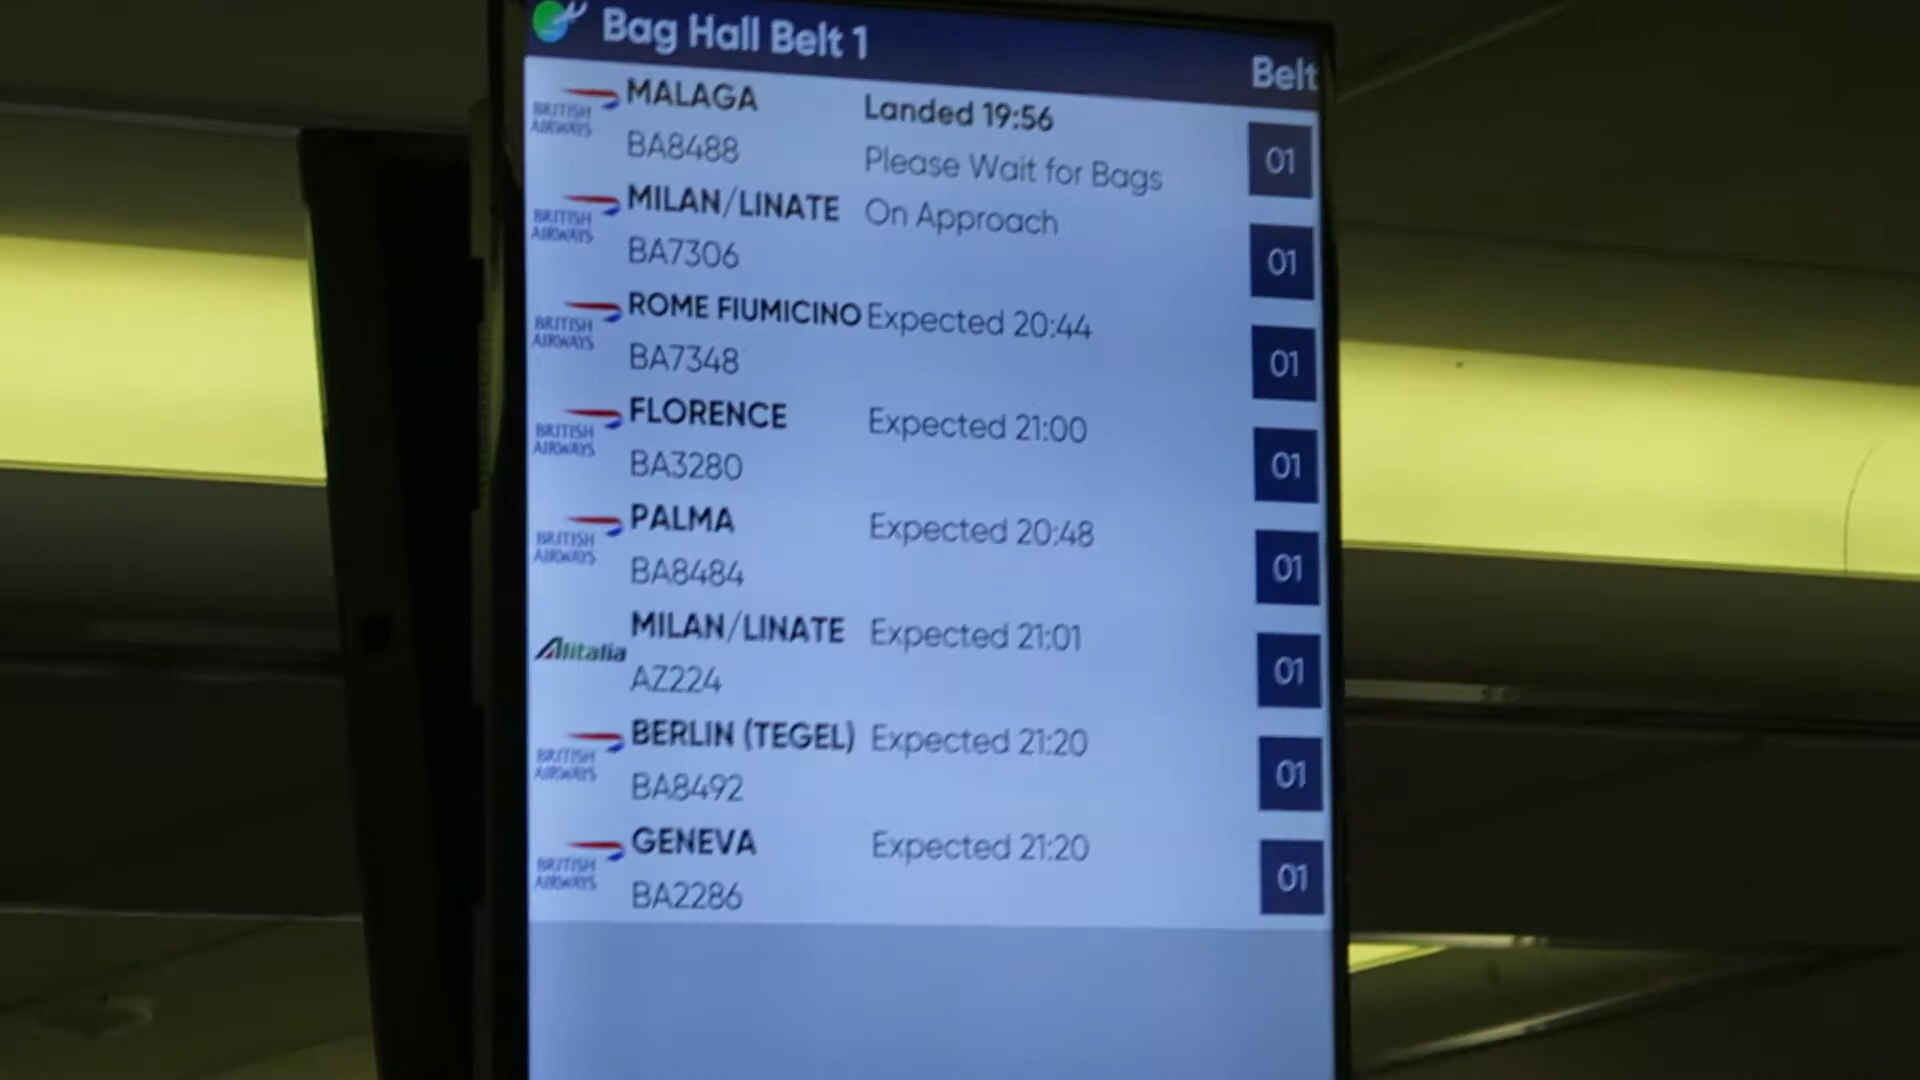 Bag Hall Belt 1
Belt
BRITISH AIRWAYS MALAGA Landed 19:56 01
BA8488 Please Wait for Bags
BRITISH AIRWAYS MILAN/LINATE On Approach 01
BA7306
BRITISH AIRWAYS ROME FIUMICINO Expected 20:44 01
BA7348
BRITISH AIRWAYS FLORENCE Expected 21:00 01
BA3280
BRITISH AIRWAYS PALMA Expected 20:48 01
BA8484
Alitalia MILAN/LINATE Expected 21:01 01
AZ224
BRITISH AIRWAYS BERLIN (TEGEL) Expected 21:20 01
BA8492
BRITISH AIRWAYS GENEVA Expected 21:20 01
BA2286